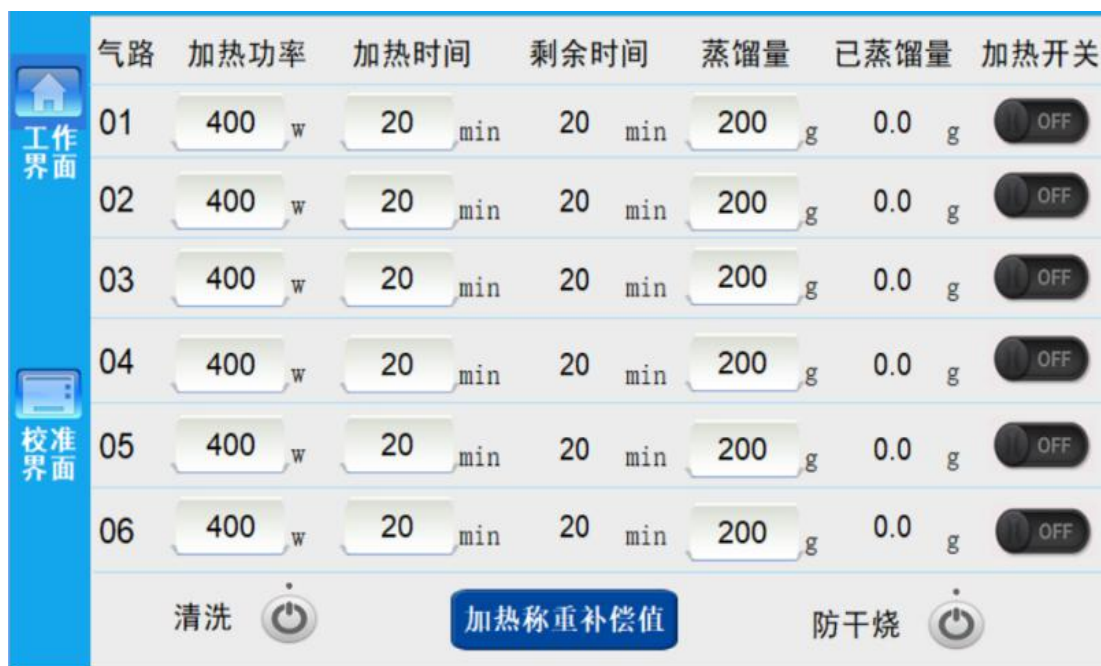 气路 加热功率 加热时间 剩余时间 蒸馏量 已蒸馏量 加热开关
01 400 w 20 min 20 min 200 g 0.0 g OFF
02 400 w 20 min 20 min 200 g 0.0 g OFF
03 400 w 20 min 20 min 200 g 0.0 g OFF
04 400 w 20 min 20 min 200 g 0.0 g OFF
05 400 w 20 min 20 min 200 g 0.0 g OFF
06 400 w 20 min 20 min 200 g 0.0 g OFF
工作
界面
校准
界面
清洗 加热称重补偿值 防干烧